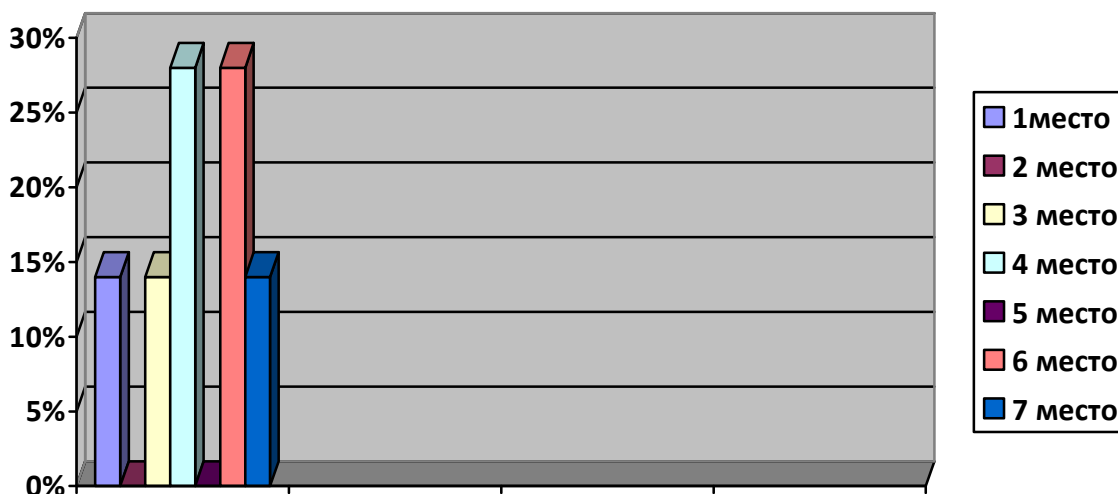 30%
25%
20%
15%
10%
5%
0%
1место
2 место
3 место
4 место
5 место
6 место
7 место